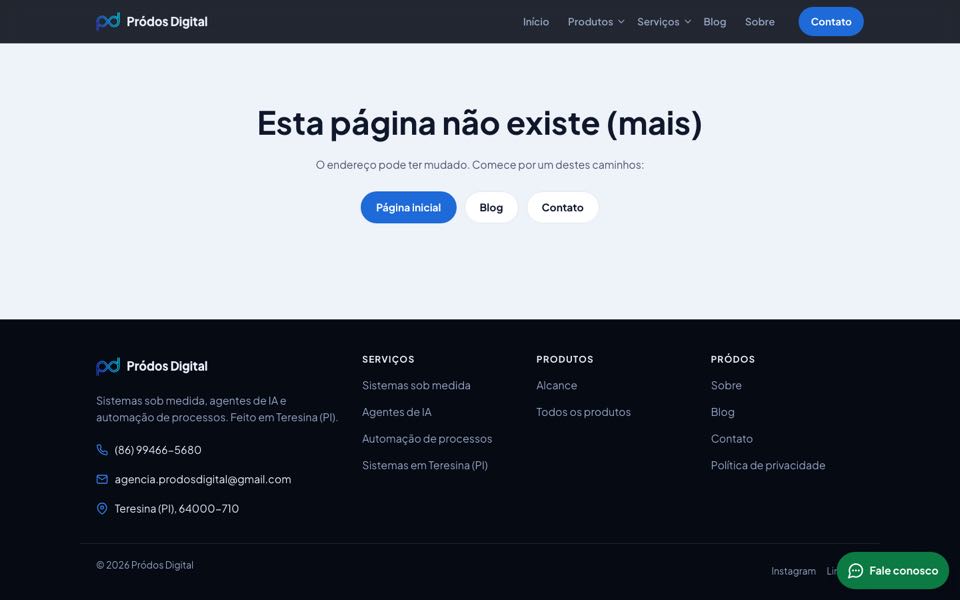 Pródos Digital
Início
Produtos
Serviços
Blog
Sobre
Contato
Esta página não existe (mais)
O endereço pode ter mudado. Comece por um destes caminhos:
Página inicial
Blog
Contato
Pródos Digital
Sistemas sob medida, agentes de IA e
automação de processos. Feito em Teresina (PI).
(86) 99466-5680
agencia.prodosdigital@gmail.com
Teresina (PI), 64000-710
SERVIÇOS
Sistemas sob medida
Agentes de IA
Automação de processos
Sistemas em Teresina (PI)
PRODUTOS
Alcance
Todos os produtos
PRÓDOS
Sobre
Blog
Contato
Política de privacidade
© 2026 Pródos Digital
Instagram
Fale conosco